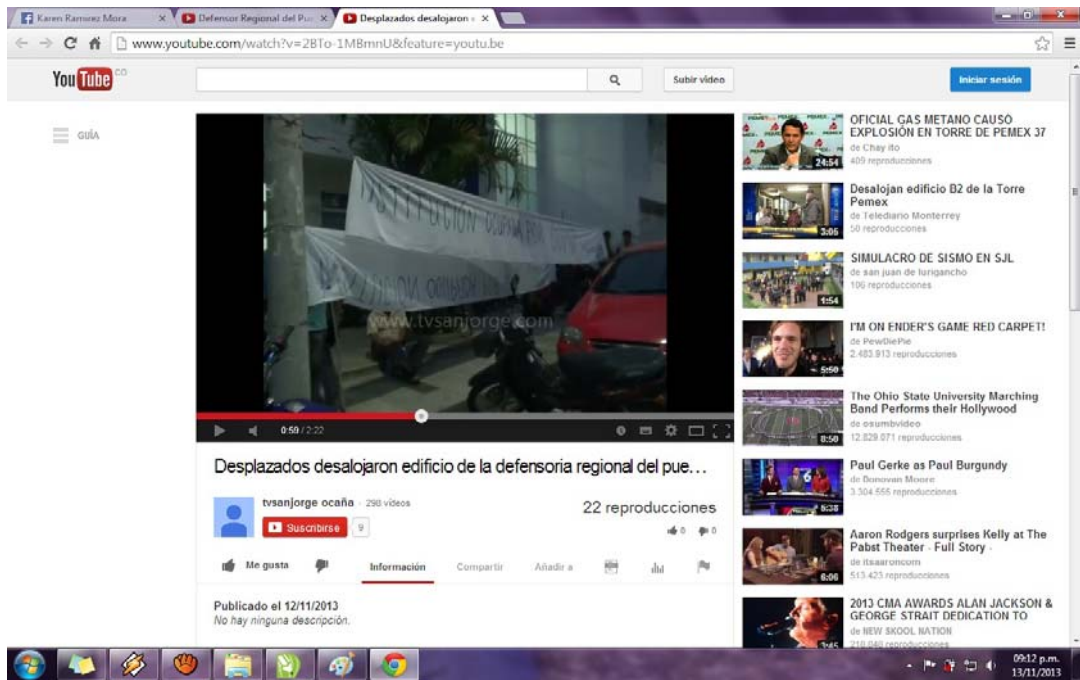 Karen Ramirez Mora
Defensor Regional del Pu
Desplazados desalojaron e
www.youtube.com/watch?v=2BTo-1MBmnU&feature=youtu.be
YouTube CO
Subir video
Iniciar sesión
GUÍA
www.tvsanjorge.com
0:59 / 2:22
Desplazados desalojaron edificio de la defensoria regional del pue...
tvsanjorge ocaña · 298 videos
Suscribirse 9
22 reproducciones
0 0
Me gusta
Información
Compartir
Añadir a
Publicado el 12/11/2013
No hay ninguna descripción.
24:54
OFICIAL GAS METANO CAUSÓ
EXPLOSIÓN EN TORRE DE PEMEX 37
de Chay ito
409 reproducciones
3:05
Desalojan edificio B2 de la Torre
Pemex
de Telediario Monterrey
50 reproducciones
1:54
SIMULACRO DE SISMO EN SJL
de san juan de lurigancho
106 reproducciones
5:50
I'M ON ENDER'S GAME RED CARPET!
de PewDiePie
2.483.913 reproducciones
8:50
The Ohio State University Marching
Band Performs their Hollywood
de osumbvideo
12.829.071 reproducciones
5:38
Paul Gerke as Paul Burgundy
de Donovan Moore
3.304.555 reproducciones
6:06
Aaron Rodgers surprises Kelly at The
Pabst Theater - Full Story -
de itsaaroncom
513.423 reproducciones
3:45
2013 CMA AWARDS ALAN JACKSON &
GEORGE STRAIT DEDICATION TO
de NEW SKOOL NATION
210.040 reproducciones
09:12 p.m.
13/11/2013